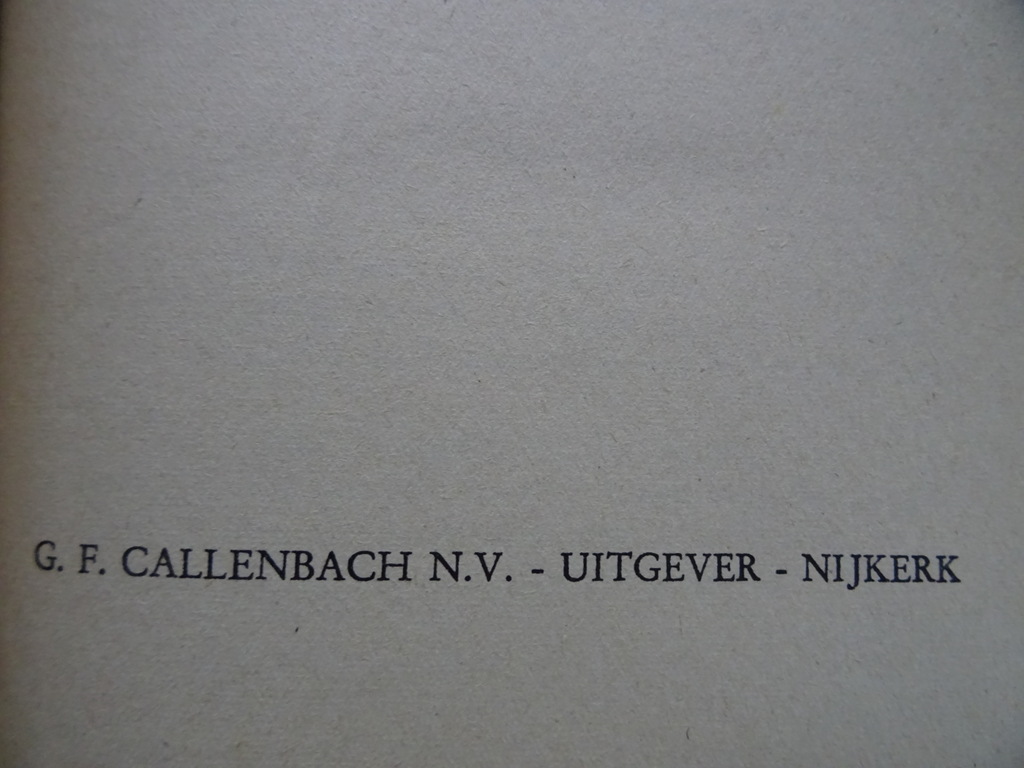 G. F. CALLENBACH N.V. - UITGEVER - NIJKERK